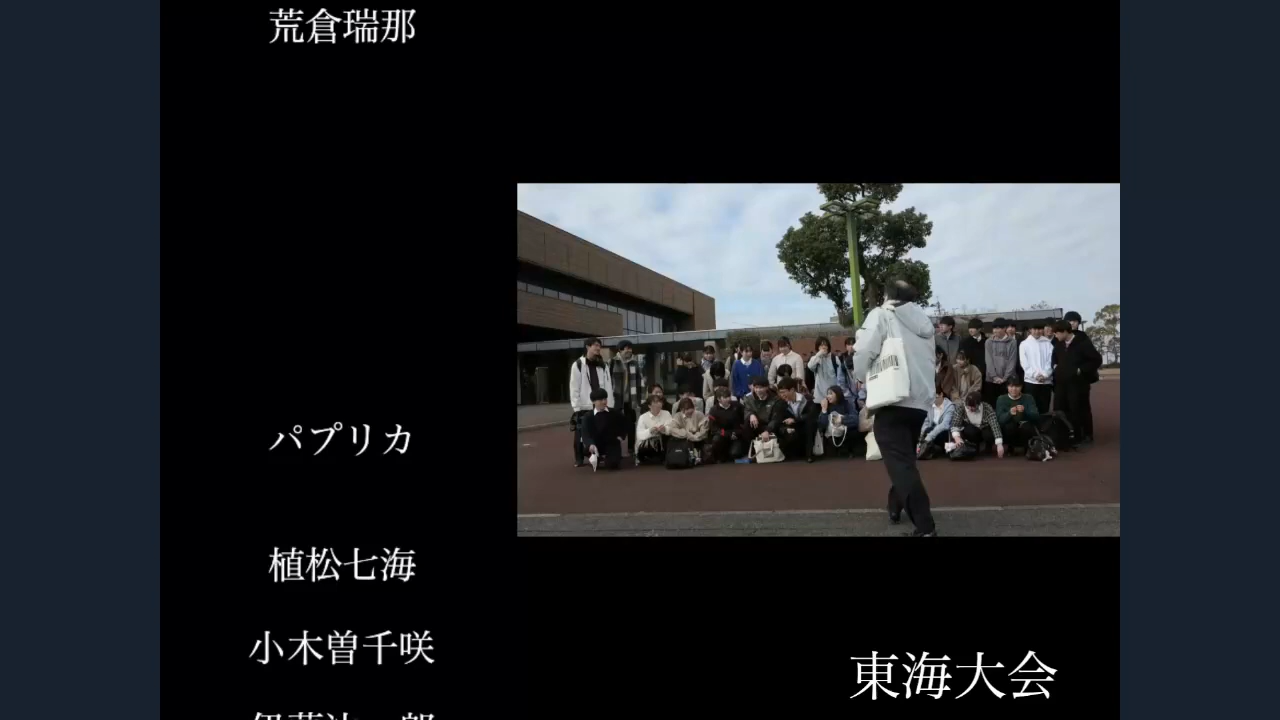 荒倉瑞那
パプリカ
植松七海
小木曽千咲
東海大会